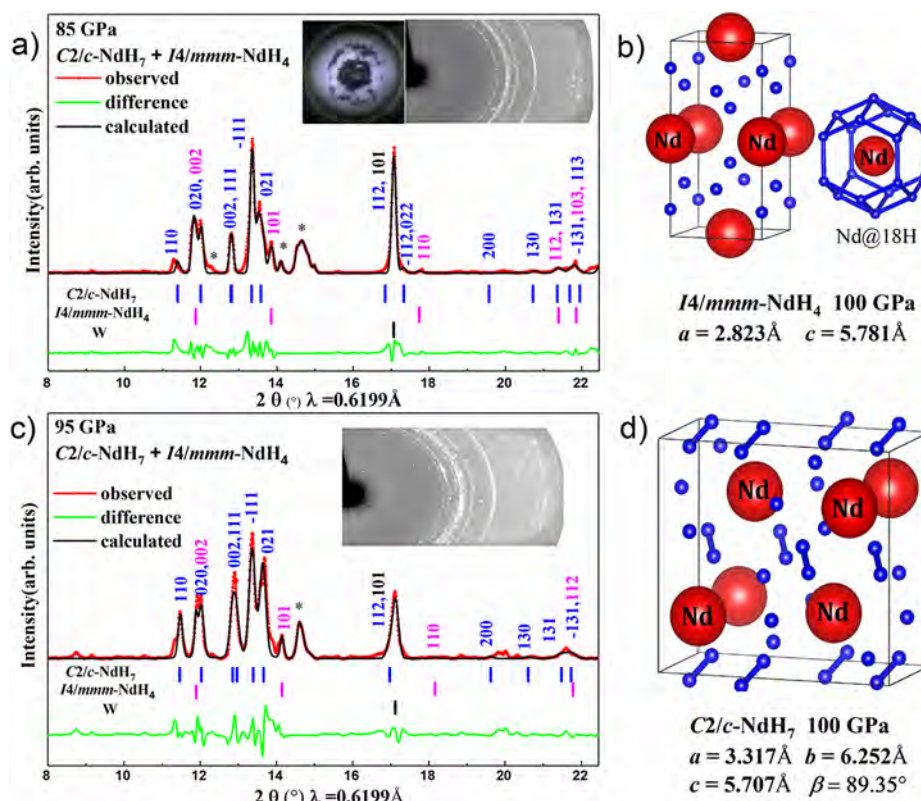 a)
85 GPa
C2/c-NdH7 + I4/mmm-NdH4
observed
difference
calculated
110
020, 002
002, 111
-111
021
101
*
*
*
112, 101
-112,022
110
200
130
112, 131
-131,103, 113
Intensity(arb. units)
C2/c-NdH7
I4/mmm-NdH4
W
8 10 12 14 16 18 20 22
2 θ (°) λ =0.6199Å
b)
Nd
Nd
Nd
Nd@18H
I4/mmm-NdH4 100 GPa
a = 2.823Å c = 5.781Å
c)
95 GPa
C2/c-NdH7 + I4/mmm-NdH4
observed
difference
calculated
110
020,002
002,111
-111
021
101
*
112,101
110
200
130
131
-131,112
Intensity(arb. units)
C2/c-NdH7
I4/mmm-NdH4
W
8 10 12 14 16 18 20 22
2 θ (°) λ =0.6199Å
d)
Nd
Nd
Nd
Nd
C2/c-NdH7 100 GPa
a = 3.317Å b = 6.252Å
c = 5.707Å β = 89.35°